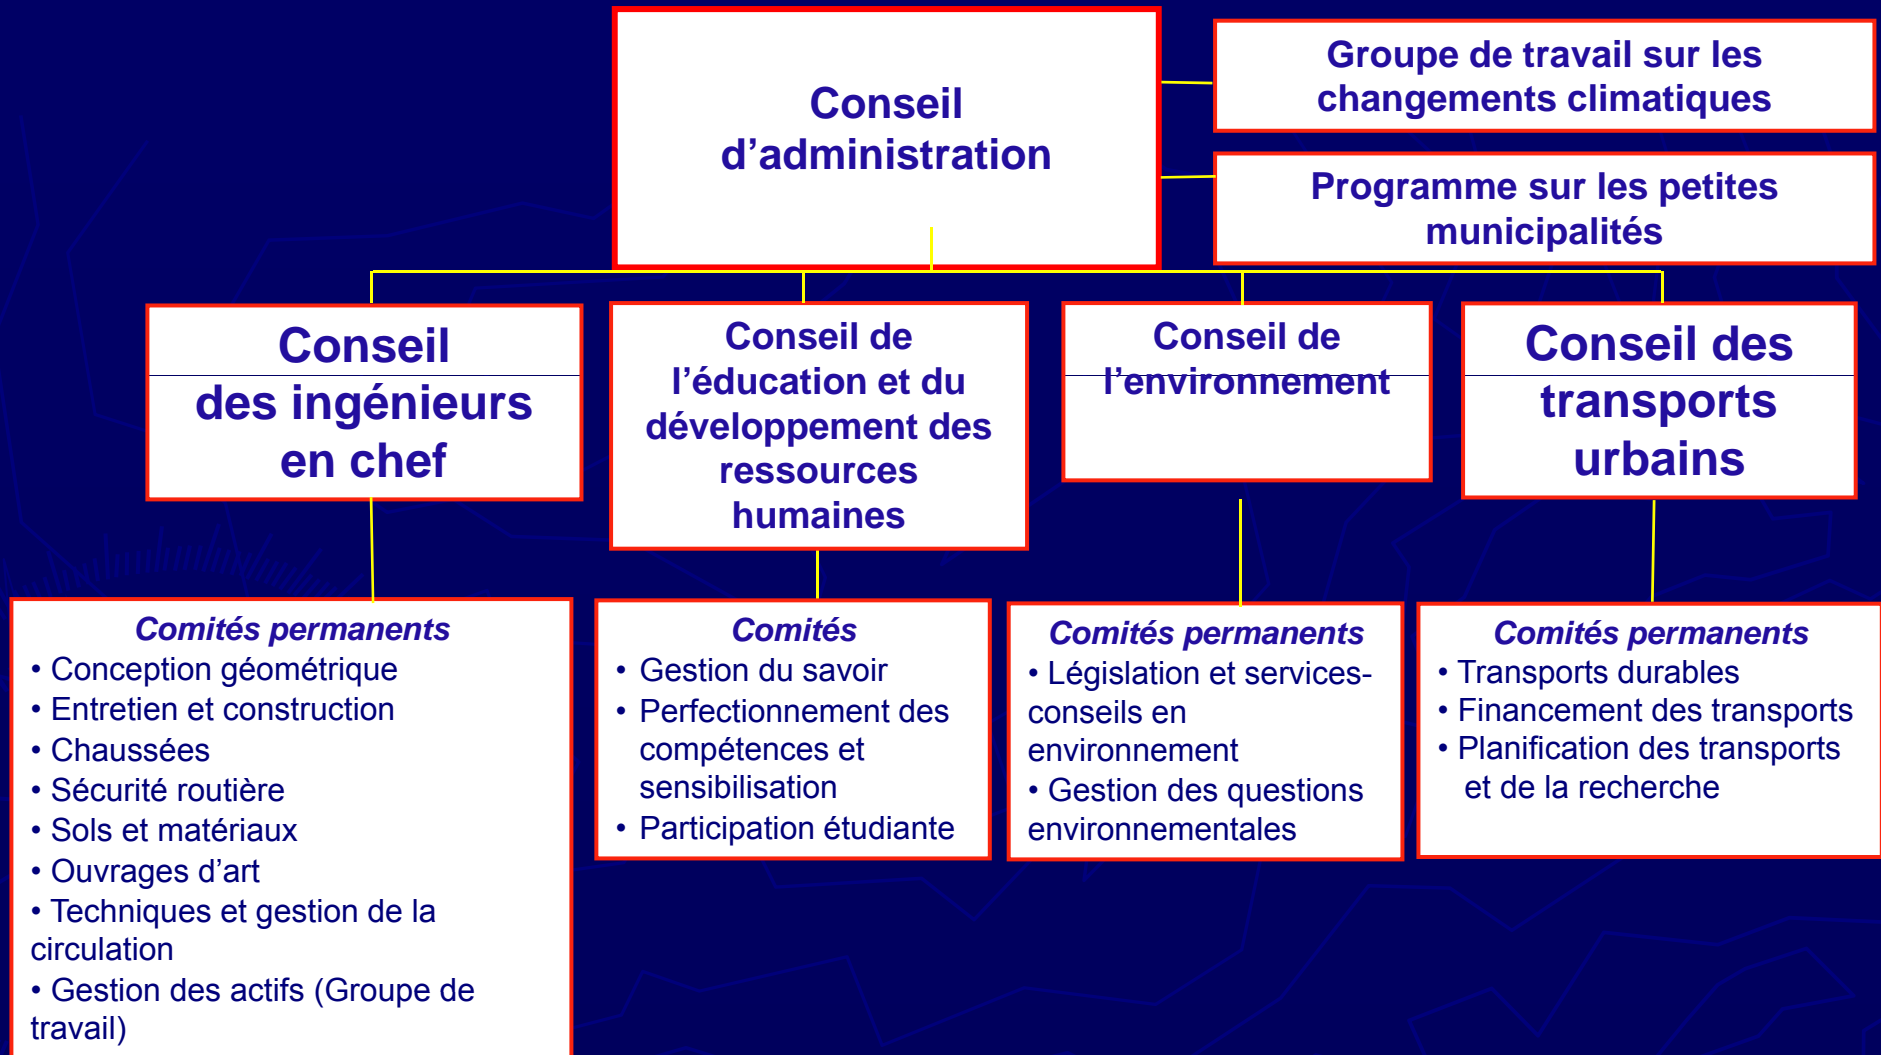 Conseil
d’administration
Groupe de travail sur les
changements climatiques
Programme sur les petites
municipalités
Conseil
des ingénieurs
en chef
Conseil de
l’éducation et du
développement des
ressources
humaines
Conseil de
l’environnement
Conseil des
transports
urbains
Comités permanents
• Conception géométrique
• Entretien et construction
• Chaussées
• Sécurité routière
• Sols et matériaux
• Ouvrages d’art
• Techniques et gestion de la
circulation
• Gestion des actifs (Groupe de
travail)
Comités
• Gestion du savoir
• Perfectionnement des
compétences et
sensibilisation
• Participation étudiante
Comités permanents
• Législation et services-
conseils en
environnement
• Gestion des questions
environnementales
Comités permanents
• Transports durables
• Financement des transports
• Planification des transports
et de la recherche